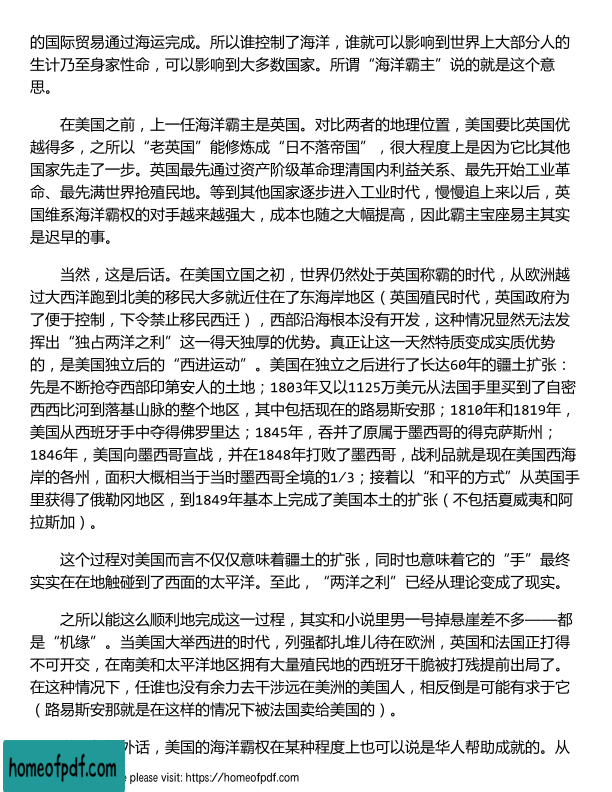 的国际贸易通过海运完成。所以谁控制了海洋，谁就可以影响到世界上大部分人的
生计乃至身家性命，可以影响到大多数国家。所谓“海洋霸主”说的就是这个意
思。
在美国之前，上一任海洋霸主是英国。对比两者的地理位置，美国要比英国优
越得多，之所以“老英国”能修炼成“日不落帝国”，很大程度上是因为它比其他
国家先走了一步。英国最先通过资产阶级革命理清国内利益关系、最先开始工业革
命、最先满世界抢殖民地。等到其他国家逐步进入工业时代，慢慢追上来以后，英
国维系海洋霸权的对手越来越强大，成本也随之大幅提高，因此霸主宝座易主其实
是迟早的事。
当然，这是后话。在美国立国之初，世界仍然处于英国称霸的时代，从欧洲越
过大西洋跑到北美的移民大多就近住在了东海岸地区（英国殖民时代，英国政府为
了便于控制，下令禁止移民西迁），西部沿海根本没有开发，这种情况显然无法发
挥出“独占两洋之利”这一得天独厚的优势。真正让这一天然特质变成实质优势
的，是美国独立后的“西进运动”。美国在独立之后进行了长达60年的疆土扩张：
先是不断抢夺西部印第安人的土地；1803年又以1125万美元从法国手里买到了自密
西西比河到落基山脉的整个地区，其中包括现在的路易斯安那；1810年和1819年，
美国从西班牙手中夺得佛罗里达；1845年，吞并了原属于墨西哥的得克萨斯州；
1846年，美国向墨西哥宣战，并在1848年打败了墨西哥，战利品就是现在美国西海
岸的各州，面积大概相当于当时墨西哥全境的1/3；接着以“和平的方式”从英国手
里获得了俄勒冈地区，到1849年基本上完成了美国本土的扩张（不包括夏威夷和阿
拉斯加）。
这个过程对美国而言不仅仅意味着疆土的扩张，同时也意味着它的“手”最终
实实在在地触碰到了西面的太平洋。至此，“两洋之利”已经从理论变成了现实。
之所以能这么顺利地完成这一过程，其实和小说里男一号掉悬崖差不多——都
是“机缘”。当美国大举西进的时代，列强都扎堆儿待在欧洲，英国和法国正打得
不可开交，在南美和太平洋地区拥有大量殖民地的西班牙干脆被打残提前出局了。
在这种情况下，任谁也没有余力去干涉远在美洲的美国人，相反倒是可能有求于它
（路易斯安那就是在这样的情况下被法国卖给美国的）。
外话，美国的海洋霸权在某种程度上也可以说是华人帮助成就的。从
homeofpdf.com
please visit: https://homeofpdf.com